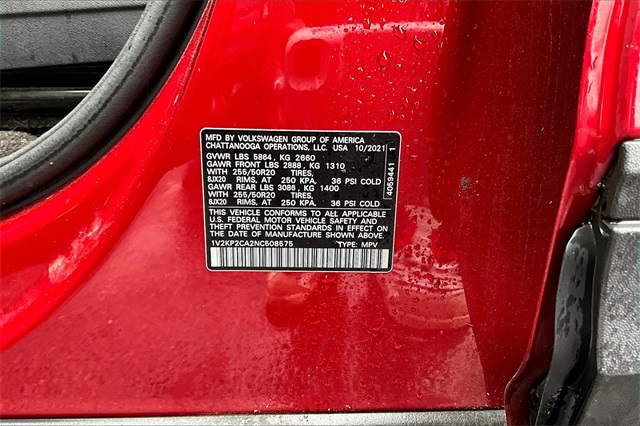 MFD BY VOLKSWAGEN GROUP OF AMERICA
CHATTANOOGA OPERATIONS, LLC. USA 10/2021
GVWR LBS 5864, KG 2660
GAWR FRONT LBS 2888, KG 1310
WITH 255/50R20 TIRES,
8JX20 RIMS, AT 250 KPA, 36 PSI COLD
GAWR REAR LBS 3086, KG 1400
WITH 255/50R20 TIRES,
8JX20 RIMS, AT 250 KPA, 36 PSI COLD
THIS VEHICLE CONFORMS TO ALL APPLICABLE
U.S. FEDERAL MOTOR VEHICLE SAFETY AND
THEFT PREVENTION STANDARDS IN EFFECT ON
THE DATE OF MANUFACTURE SHOWN ABOVE.
1V2KP2CA2NC508575 TYPE: MPV
4059441 1